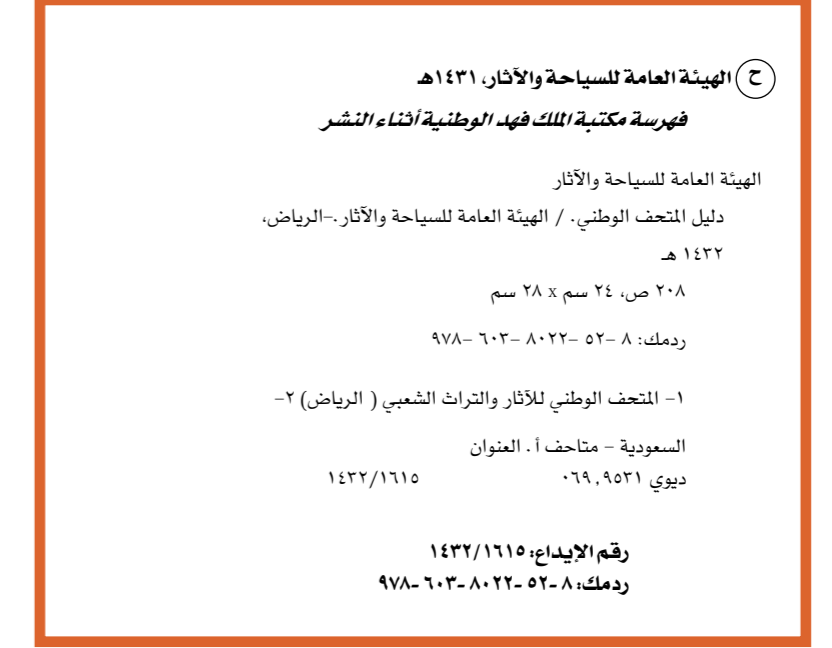 ح الهيئة العامة للسياحة والآثار، ١٤٣١هـ
فهرسة مكتبة الملك فهد الوطنية أثناء النشر
الهيئة العامة للسياحة والآثار
دليل المتحف الوطني. / الهيئة العامة للسياحة والآثار.-الرياض،
١٤٣٢ هـ
٢٠٨ ص، ٢٤ سم x ٢٨ سم
ردمك: ٨ -٥٢ -٨٠٢٢ -٦٠٣ -٩٧٨
١- المتحف الوطني للآثار والتراث الشعبي ( الرياض) ٢-
السعودية - متاحف أ. العنوان
ديوي ٠٦٩,٩٥٣١ ١٤٣٢/١٦١٥
رقم الإيداع: ١٤٣٢/١٦١٥
ردمك: ٨ -٥٢ -٨٠٢٢ -٦٠٣ -٩٧٨